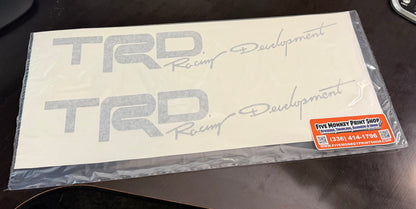 TRD Racing Development
TRD Racing Development
FIVE MONKEY PRINT SHOP
(336) 414-1796